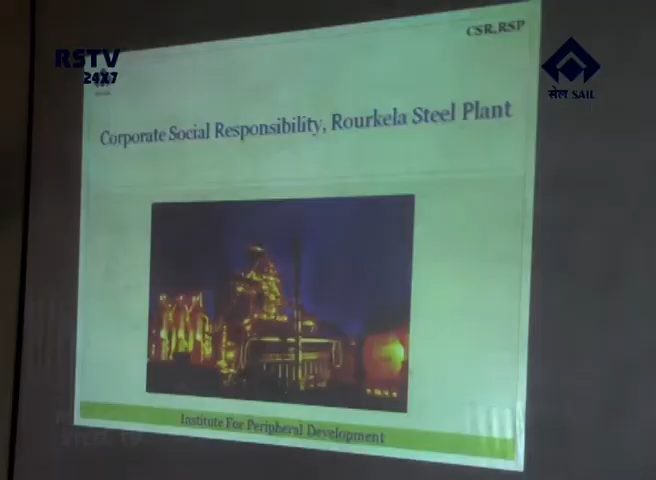 CSR, RSP
RSTV
24X7
सेल SAIL
Corporate Social Responsibility, Rourkela Steel Plant
Institute For Peripheral Development